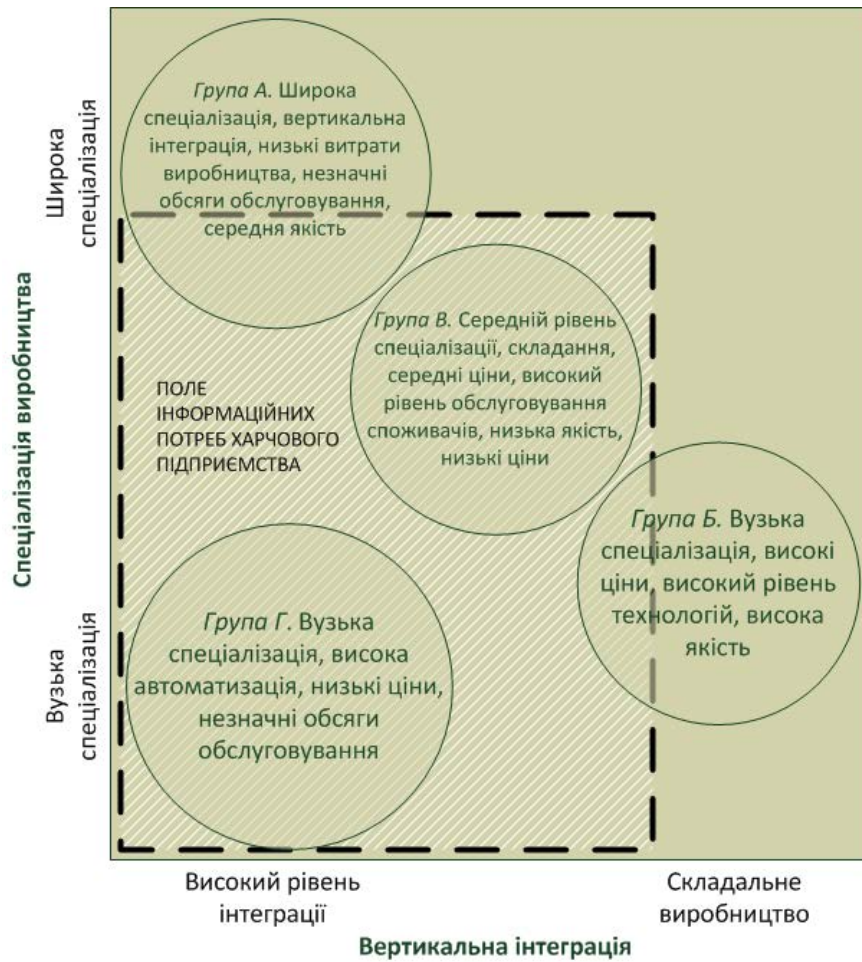 Група А. Широка
спеціалізація, вертикальна
інтеграція, низькі витрати
виробництва, незначні
обсяги обслуговування,
середня якість
Група В. Середній рівень
спеціалізації, складання,
середні ціни, високий
рівень обслуговування
споживачів, низька якість,
низькі ціни
ПОЛЕ
ІНФОРМАЦІЙНИХ
ПОТРЕБ ХАРЧОВОГО
ПІДПРИЄМСТВА
Група Б. Вузька
спеціалізація, високі
ціни, високий рівень
технологій, висока
якість
Група Г. Вузька
спеціалізація, висока
автоматизація, низькі ціни,
незначні обсяги
обслуговування
Спеціалізація виробництва
Широка
спеціалізація
Вузька
спеціалізація
Високий рівень
інтеграції
Складальне
виробництво
Вертикальна інтеграція